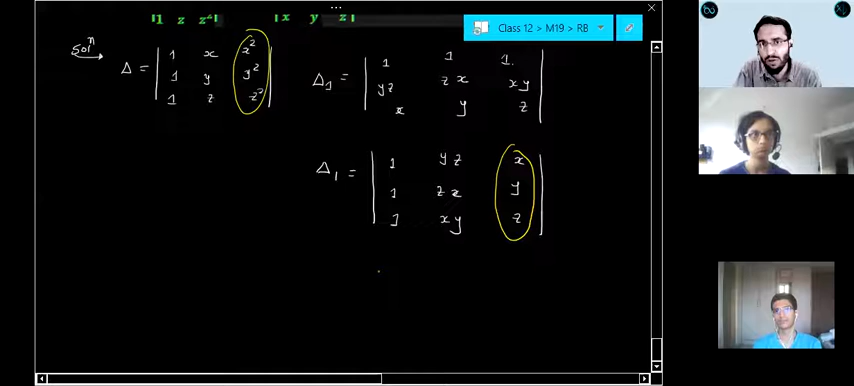 |1 z z²| |x y z|
Class 12 > M19 > RB
solⁿ
Δ = | 1 x x² |
| 1 y y² |
| 1 z z² |
Δ₁ = | 1 1 1. |
| yz zx xy |
| x y z |
Δ₁ = | 1 yz x |
| 1 zx y |
| 1 xy z |